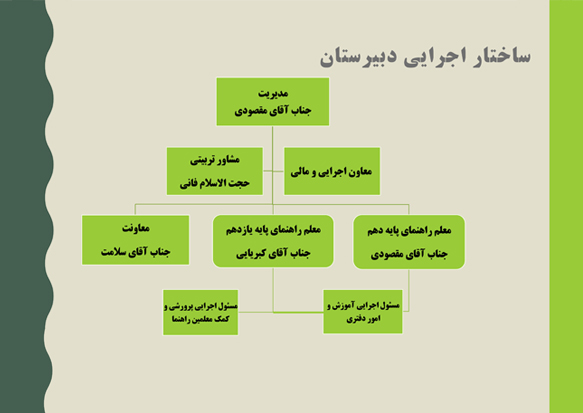 ساختار اجرایی دبیرستان
مدیریت
جناب آقای مقصودی
معاون اجرایی و مالی
مشاور تربیتی
حجت الاسلام فانی
معلم راهنمای پایه دهم
جناب آقای مقصودی
معلم راهنمای پایه یازدهم
جناب آقای کبریایی
معاونت
جناب آقای سلامت
مسئول اجرایی آموزش و
امور دفتری
مسئول اجرایی پرورشی و
کمک معلمین راهنما